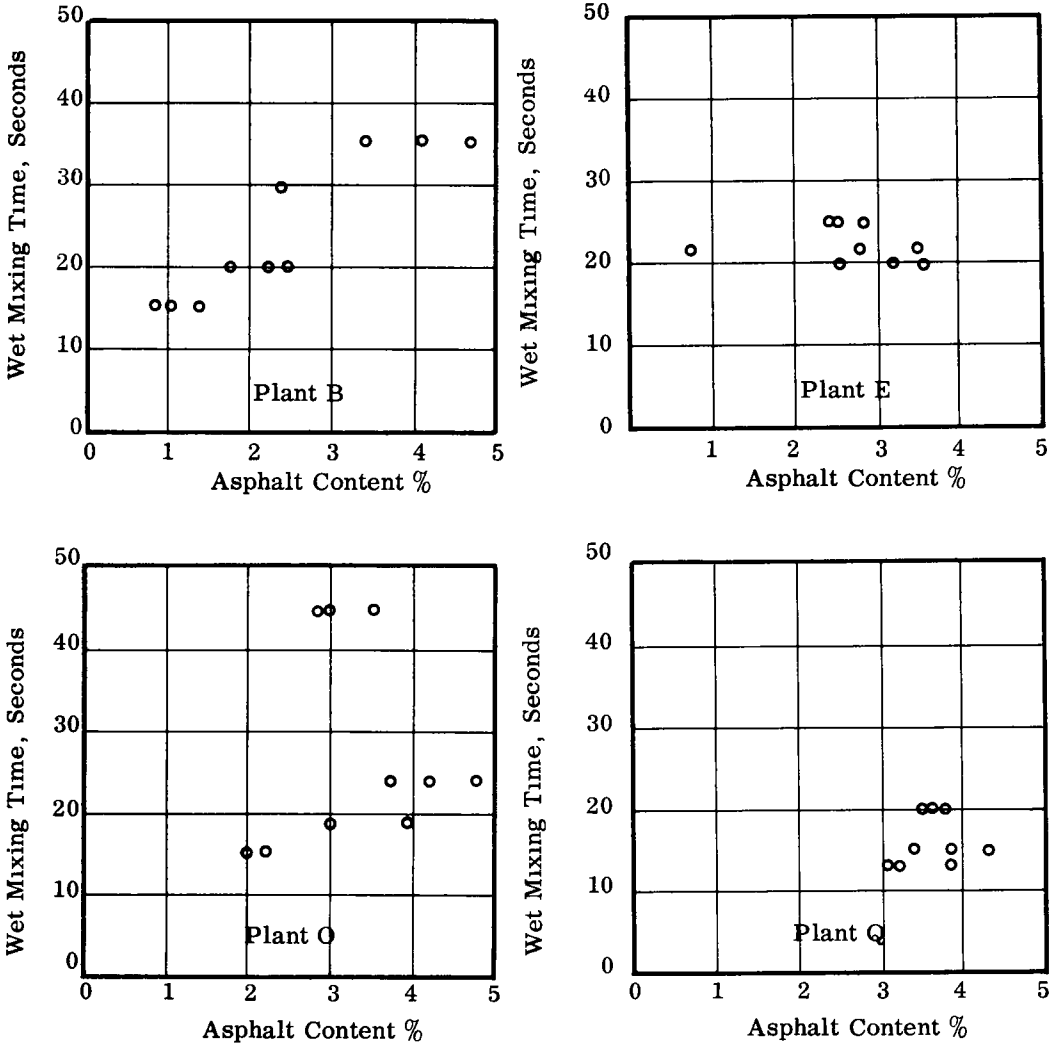 50
40
30
20
10
0
Wet Mixing Time, Seconds
Plant B
0 1 2 3 4 5
Asphalt Content %
50
40
30
20
10
0
Wet Mixing Time, Seconds
Plant E
1 2 3 4 5
Asphalt Content %
50
40
30
20
10
0
Wet Mixing Time, Seconds
Plant O
0 1 2 3 4 5
Asphalt Content %
50
40
30
20
10
0
Wet Mixing Time, Seconds
Plant Q
0 1 2 3 4 5
Asphalt Content %